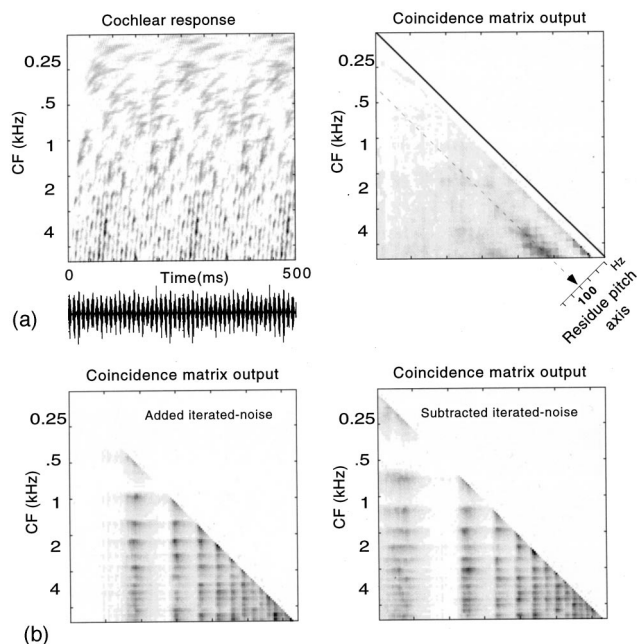 Cochlear response
Coincidence matrix output
0.25
.5
1
2
4
CF (kHz)
0
Time(ms)
500
0.25
.5
1
2
4
CF (kHz)
Hz
100
Residue pitch
axis
(a)
Coincidence matrix output
Coincidence matrix output
Added iterated-noise
Subtracted iterated-noise
0.25
.5
1
2
4
CF (kHz)
0.25
.5
1
2
4
CF (kHz)
(b)